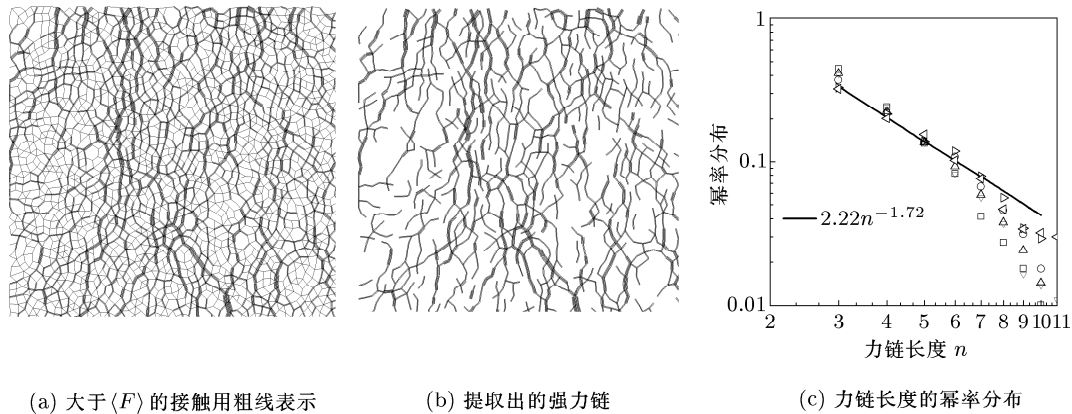 1
0.1
0.01
幂率分布
2.22n^{-1.72}
2 3 4 5 6 7 8 9 10 11
力链长度 n
(a) 大于⟨F⟩的接触用粗线表示
(b) 提取出的强力链
(c) 力链长度的幂率分布